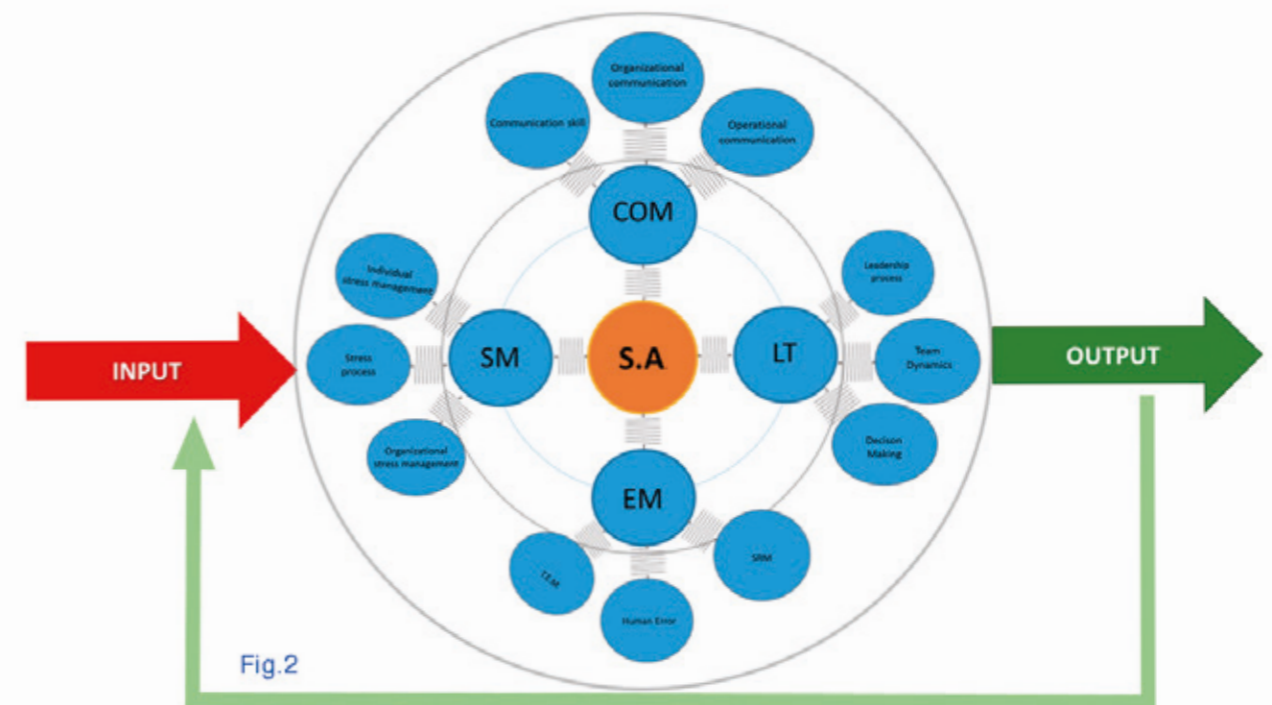 Organizational
communication
Communication skill
Operational
communication
COM
Individual
stress management
Leadership
process
INPUT
Stress
process
SM
S.A
LT
Team
Dynamics
OUTPUT
Organizational
stress management
Decison
Making
EM
T.E.M
SRM
Human Error
Fig.2